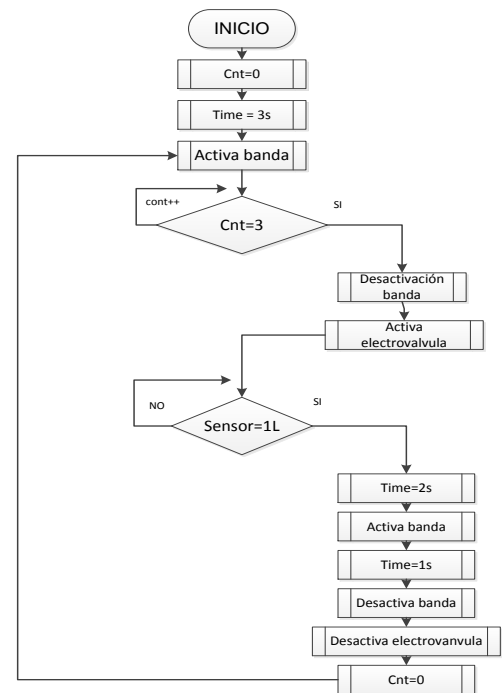 INICIO
Cnt=0
Time = 3s
Activa banda
cont++
Cnt=3
SI
Desactivación
banda
Activa
electrovalvula
NO
Sensor=1L
SI
Time=2s
Activa banda
Time=1s
Desactiva banda
Desactiva electrovanvula
Cnt=0